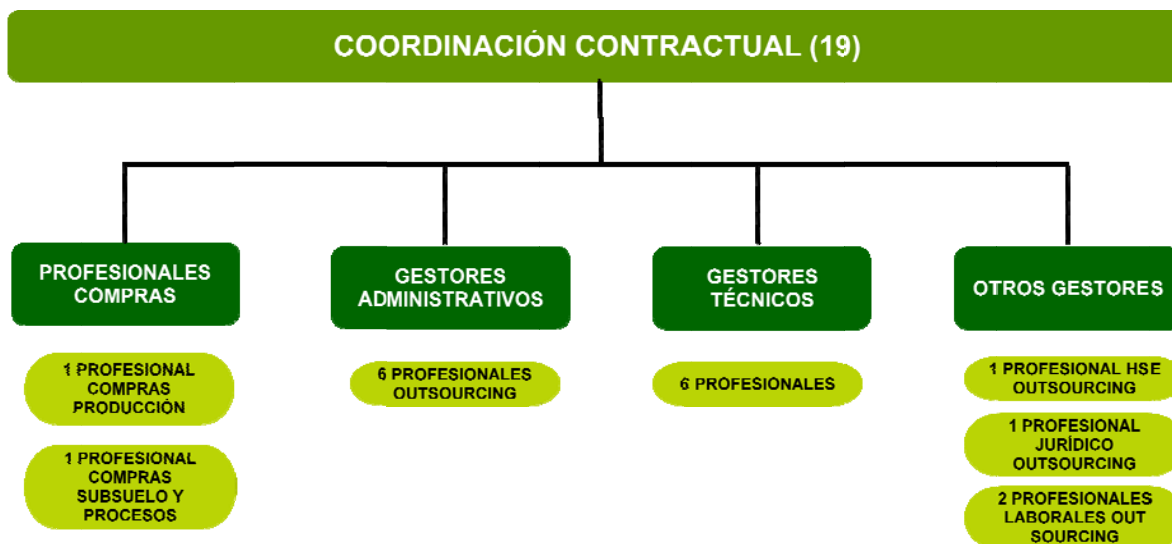 COORDINACIÓN CONTRACTUAL (19)
PROFESIONALES
COMPRAS
1 PROFESIONAL
COMPRAS
PRODUCCIÓN
1 PROFESIONAL
COMPRAS
SUBSUELO Y
PROCESOS
GESTORES
ADMINISTRATIVOS
6 PROFESIONALES
OUTSOURCING
GESTORES
TÉCNICOS
6 PROFESIONALES
OTROS GESTORES
1 PROFESIONAL HSE
OUTSOURCING
1 PROFESIONAL
JURÍDICO
OUTSOURCING
2 PROFESIONALES
LABORALES OUT
SOURCING